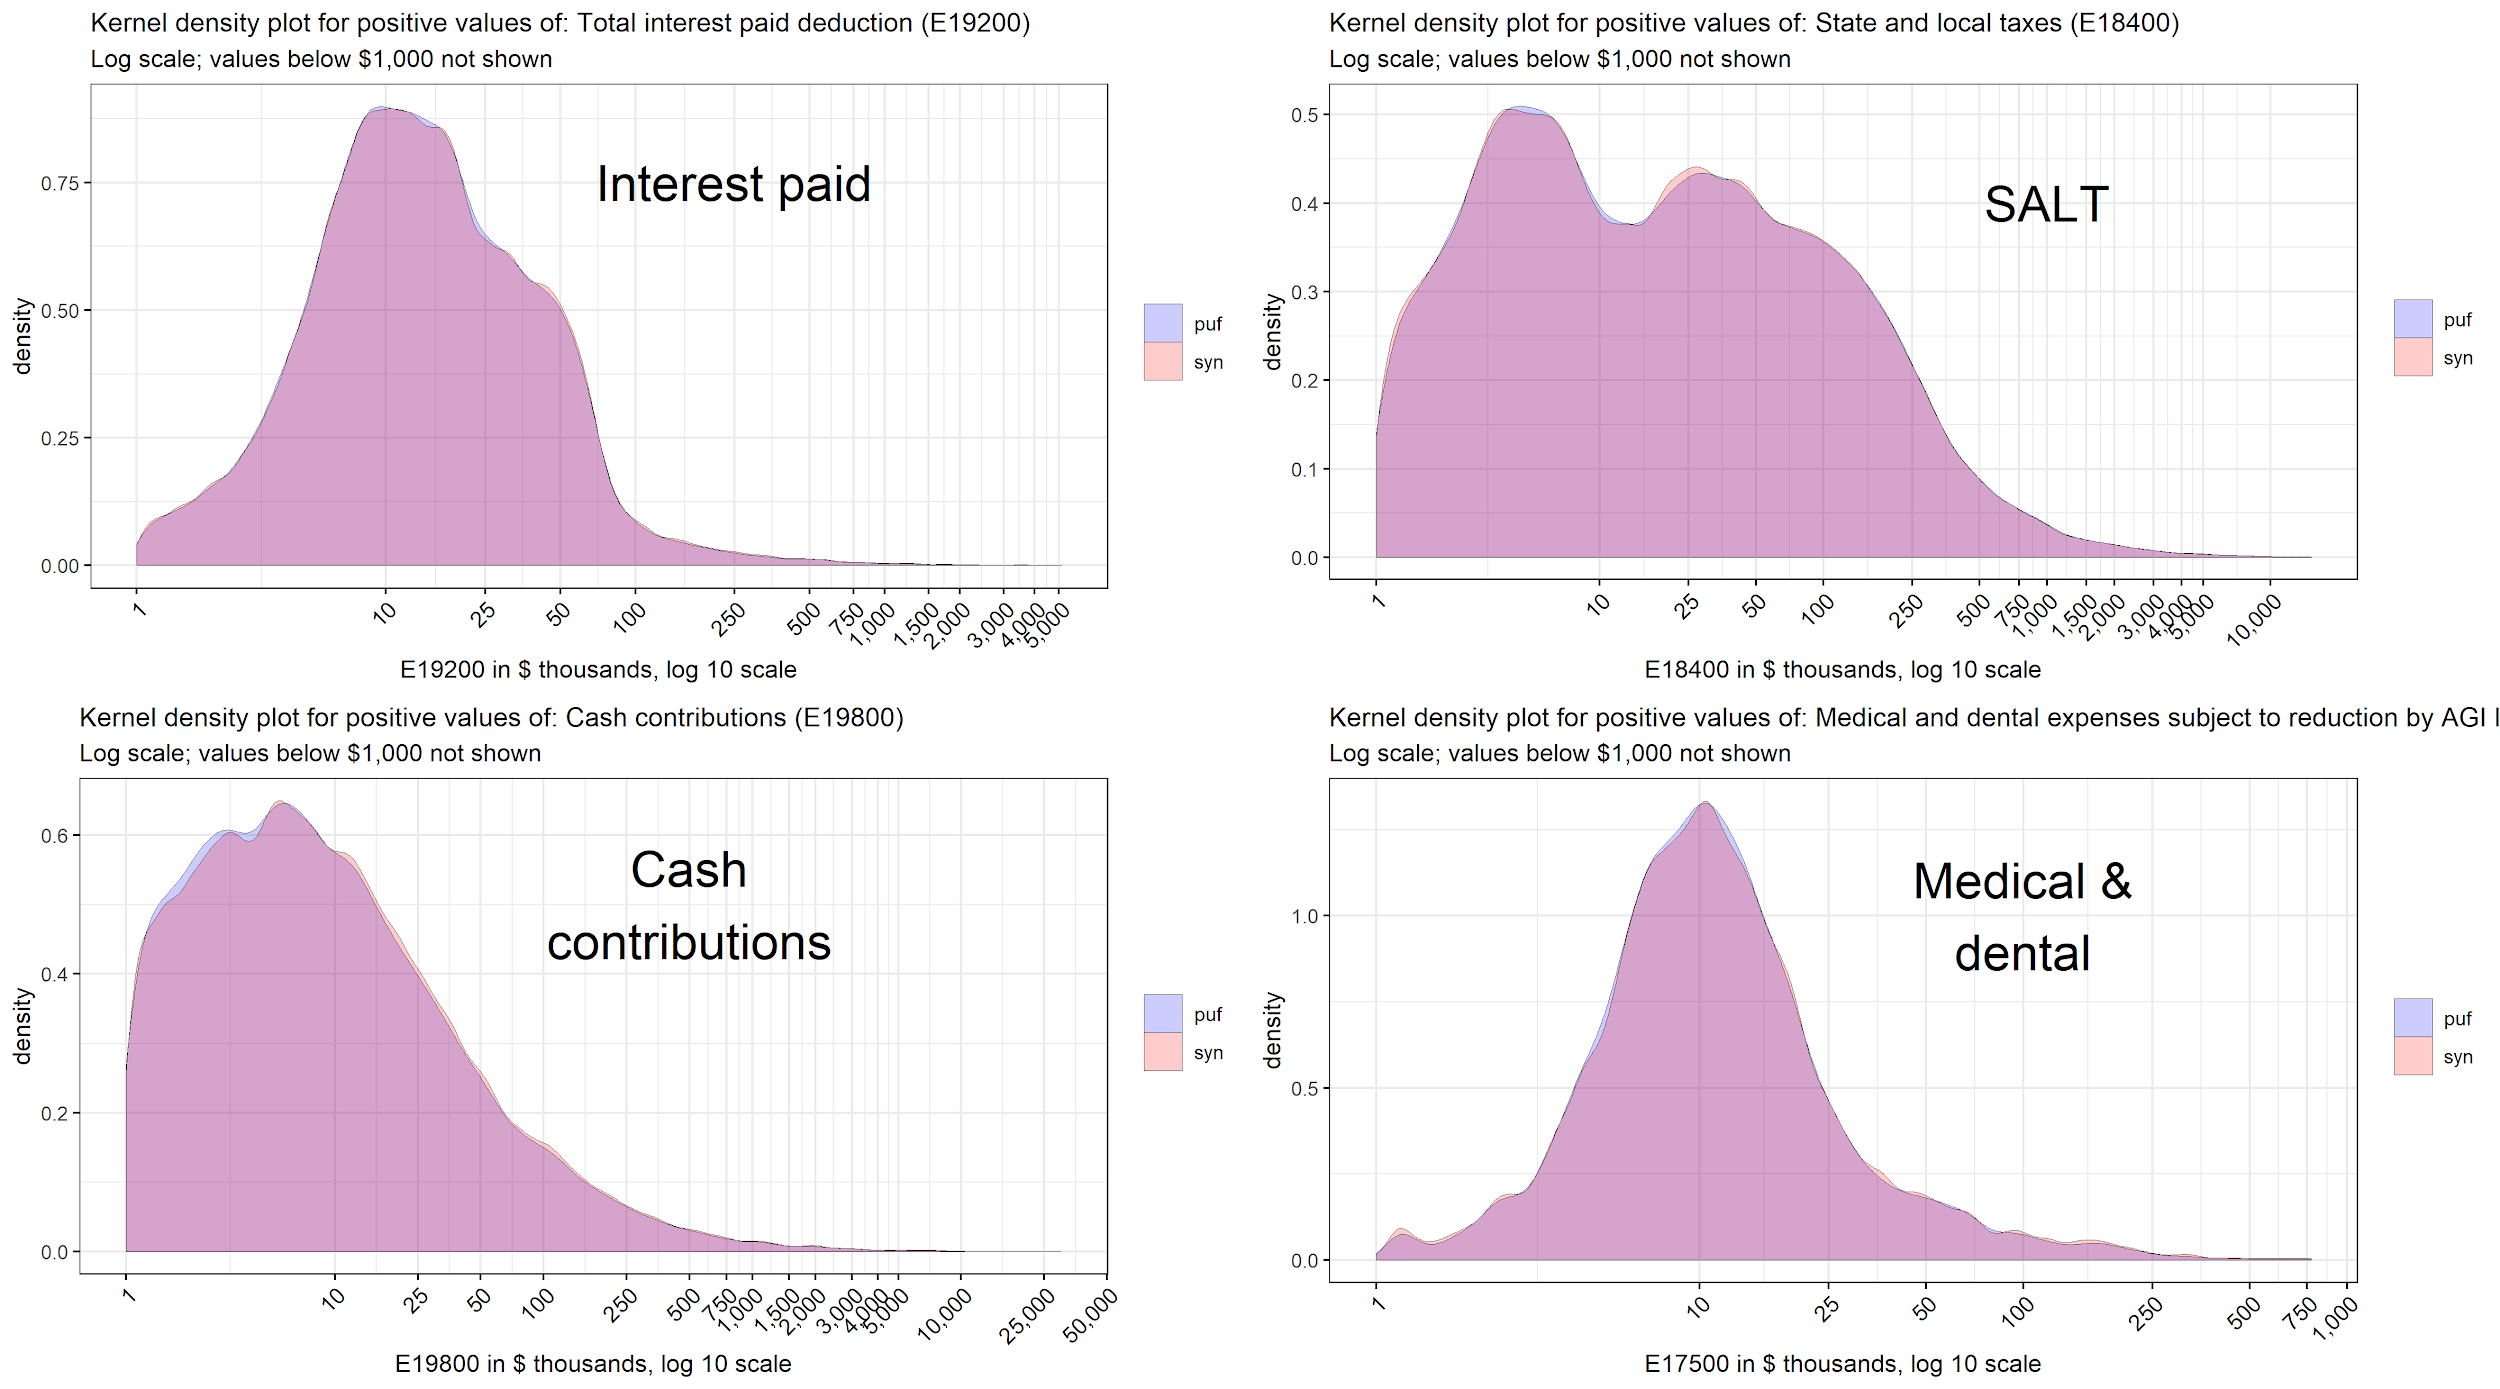 Kernel density plot for positive values of: Total interest paid deduction (E19200)
Log scale; values below $1,000 not shown
density
0.75
0.50
0.25
0.00
Interest paid
puf
syn
1 10 25 50 100 250 500 750 1,000 1,500 2,000 3,000 4,000 5,000
E19200 in $ thousands, log 10 scale
Kernel density plot for positive values of: State and local taxes (E18400)
Log scale; values below $1,000 not shown
density
0.5
0.4
0.3
0.2
0.1
0.0
SALT
puf
syn
1 10 25 50 100 250 500 750 1,000 1,500 2,000 3,000 4,000 5,000 10,000
E18400 in $ thousands, log 10 scale
Kernel density plot for positive values of: Cash contributions (E19800)
Log scale; values below $1,000 not shown
density
0.6
0.4
0.2
0.0
Cash
contributions
puf
syn
1 10 25 50 100 250 500 750 1,000 1,500 2,000 3,000 4,000 5,000 10,000 25,000 50,000
E19800 in $ thousands, log 10 scale
Kernel density plot for positive values of: Medical and dental expenses subject to reduction by AGI l
Log scale; values below $1,000 not shown
density
1.0
0.5
0.0
Medical &
dental
puf
syn
1 10 25 50 100 250 500 750 1,000
E17500 in $ thousands, log 10 scale